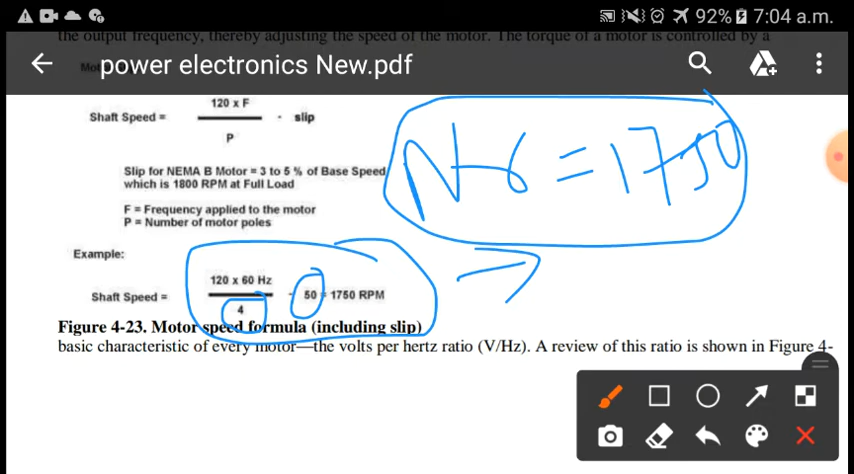 92% 7:04 a.m.
the output frequency, thereby adjusting the speed of the motor. The torque of a motor is controlled by a
power electronics New.pdf
Shaft Speed = 120 x F
P
- slip
Slip for NEMA B Motor = 3 to 5 % of Base Speed
which is 1800 RPM at Full Load
F = Frequency applied to the motor
P = Number of motor poles
Example:
Shaft Speed = 120 x 60 Hz
4
- 50 = 1750 RPM
= 1750
Figure 4-23. Motor speed formula (including slip)
basic characteristic of every motor—the volts per hertz ratio (V/Hz). A review of this ratio is shown in Figure 4-